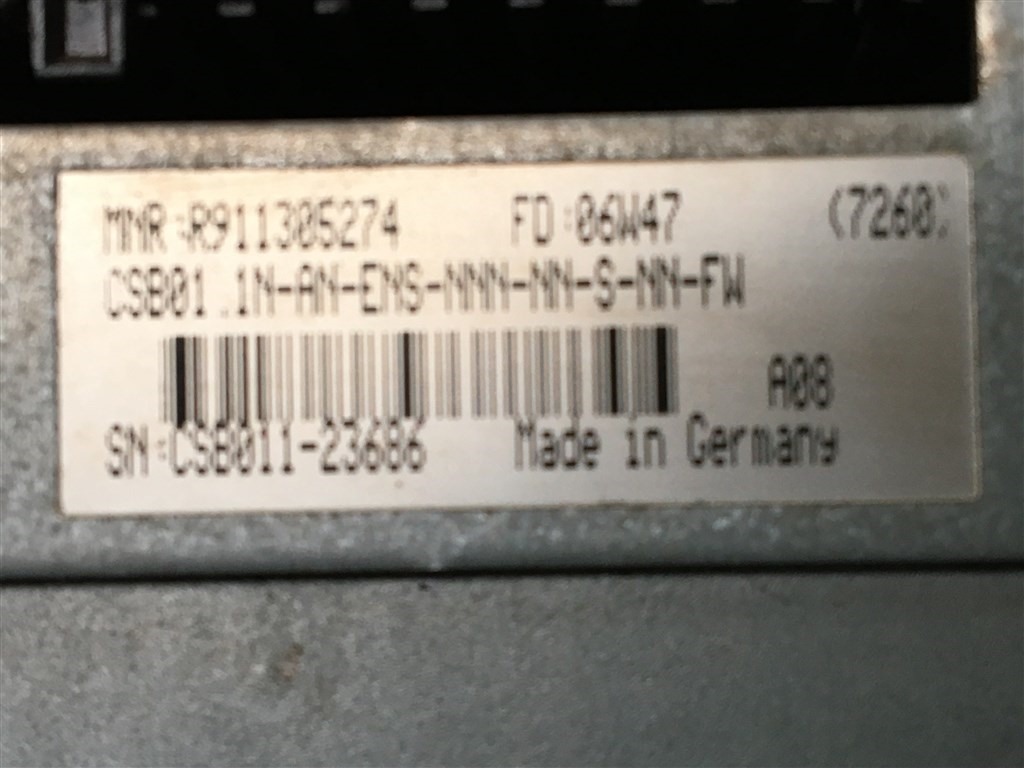 MNR:R911305274 FD:06W47 (7260)
CSB01.1N-AN-ENS-NNN-NN-S-NN-FW
A08
SN:CSB011-23686 Made in Germany